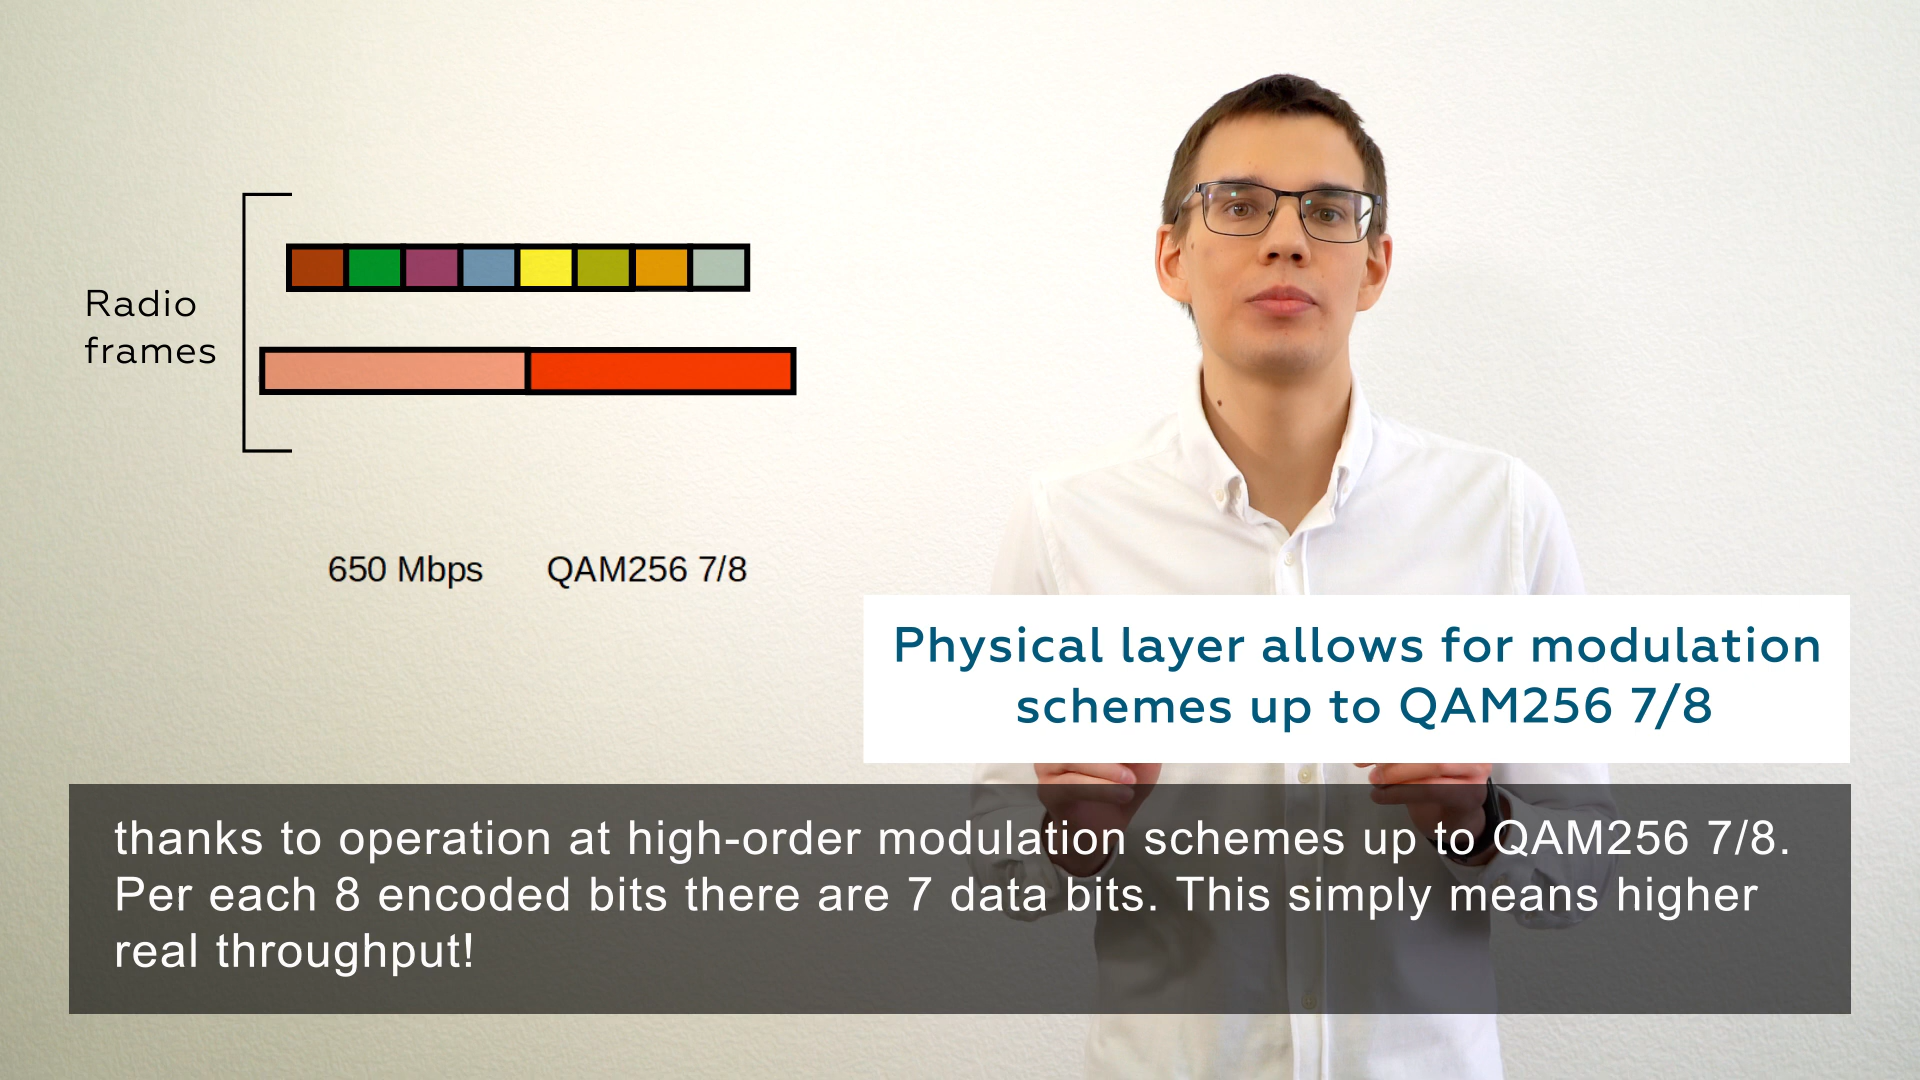 Radio
frames
650 Mbps QAM256 7/8
Physical layer allows for modulation
schemes up to QAM256 7/8
thanks to operation at high-order modulation schemes up to QAM256 7/8.
Per each 8 encoded bits there are 7 data bits. This simply means higher
real throughput!